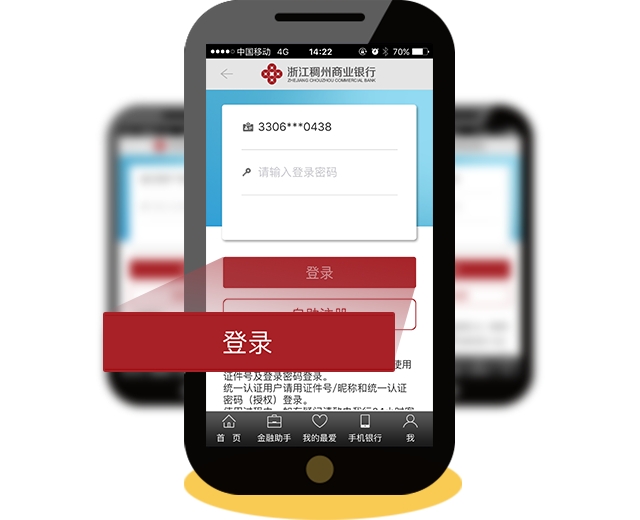 中国移动 4G 14:22 70%
浙江稠州商业银行
ZHEJIANG CHOUZHOU COMMERCIAL BANK
3306***0438
请输入登录密码
登录
自助注册
登录
使用
证件号及登录密码登录。
统一认证用户请用证件号/昵称和统一认证
密码（授权）登录。
首 页 金融助手 我的最爱 手机银行 我